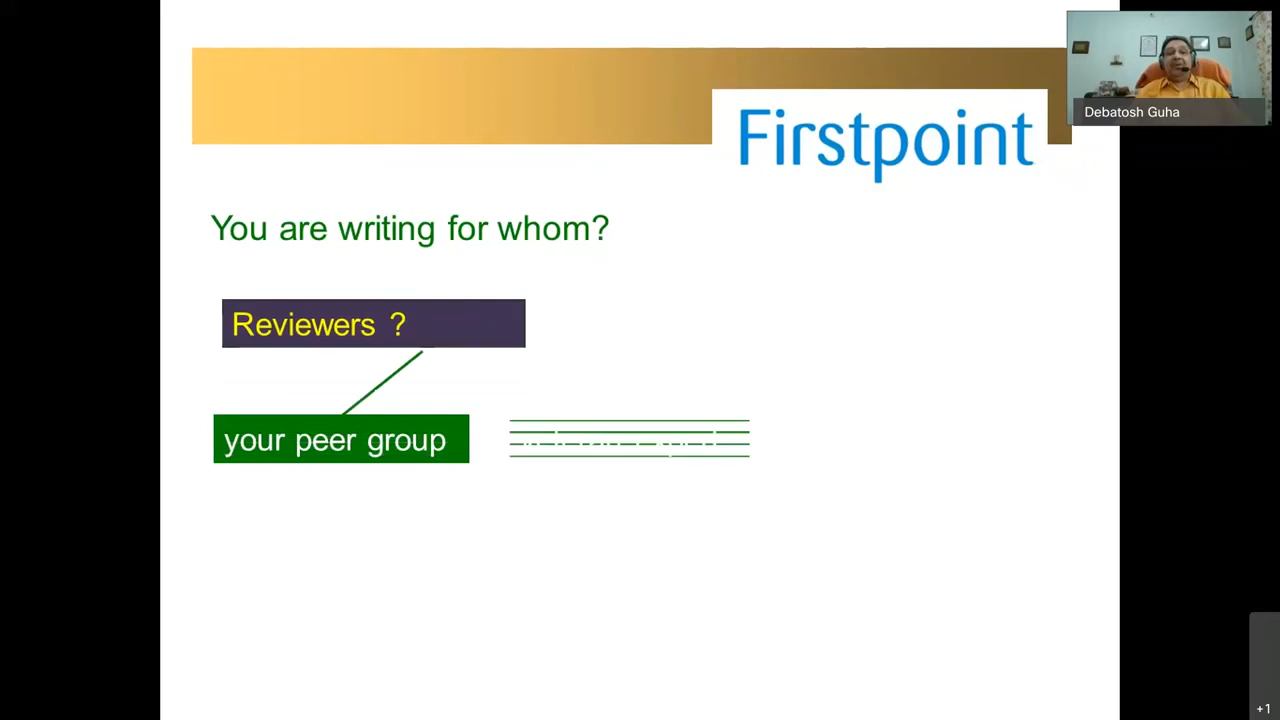 Debatosh Guha
Firstpoint
You are writing for whom?
Reviewers ?
your peer group
+1